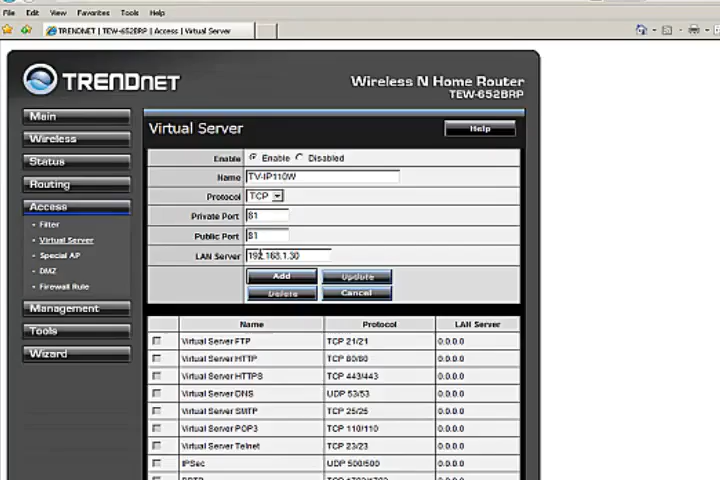 File Edit View Favorites Tools Help
TRENDNET | TEW-652BRP | Access | Virtual Server
TRENDNET
Wireless N Home Router
TEW-652BRP
Main
Wireless
Status
Routing
Access
Filter
Virtual Server
Special AP
DMZ
Firewall Rule
Management
Tools
Wizard
Virtual Server
Help
Enable Enable Disabled
Name TV-IP110W
Protocol TCP
Private Port 81
Public Port 81
LAN Server 192.168.1.30
Add Update
Delete Cancel
Name Protocol LAN Server
Virtual Server FTP TCP 21/21 0.0.0.0
Virtual Server HTTP TCP 80/80 0.0.0.0
Virtual Server HTTPS TCP 443/443 0.0.0.0
Virtual Server DNS UDP 53/53 0.0.0.0
Virtual Server SMTP TCP 25/25 0.0.0.0
Virtual Server POP3 TCP 110/110 0.0.0.0
Virtual Server Telnet TCP 23/23 0.0.0.0
IPSec UDP 500/500 0.0.0.0